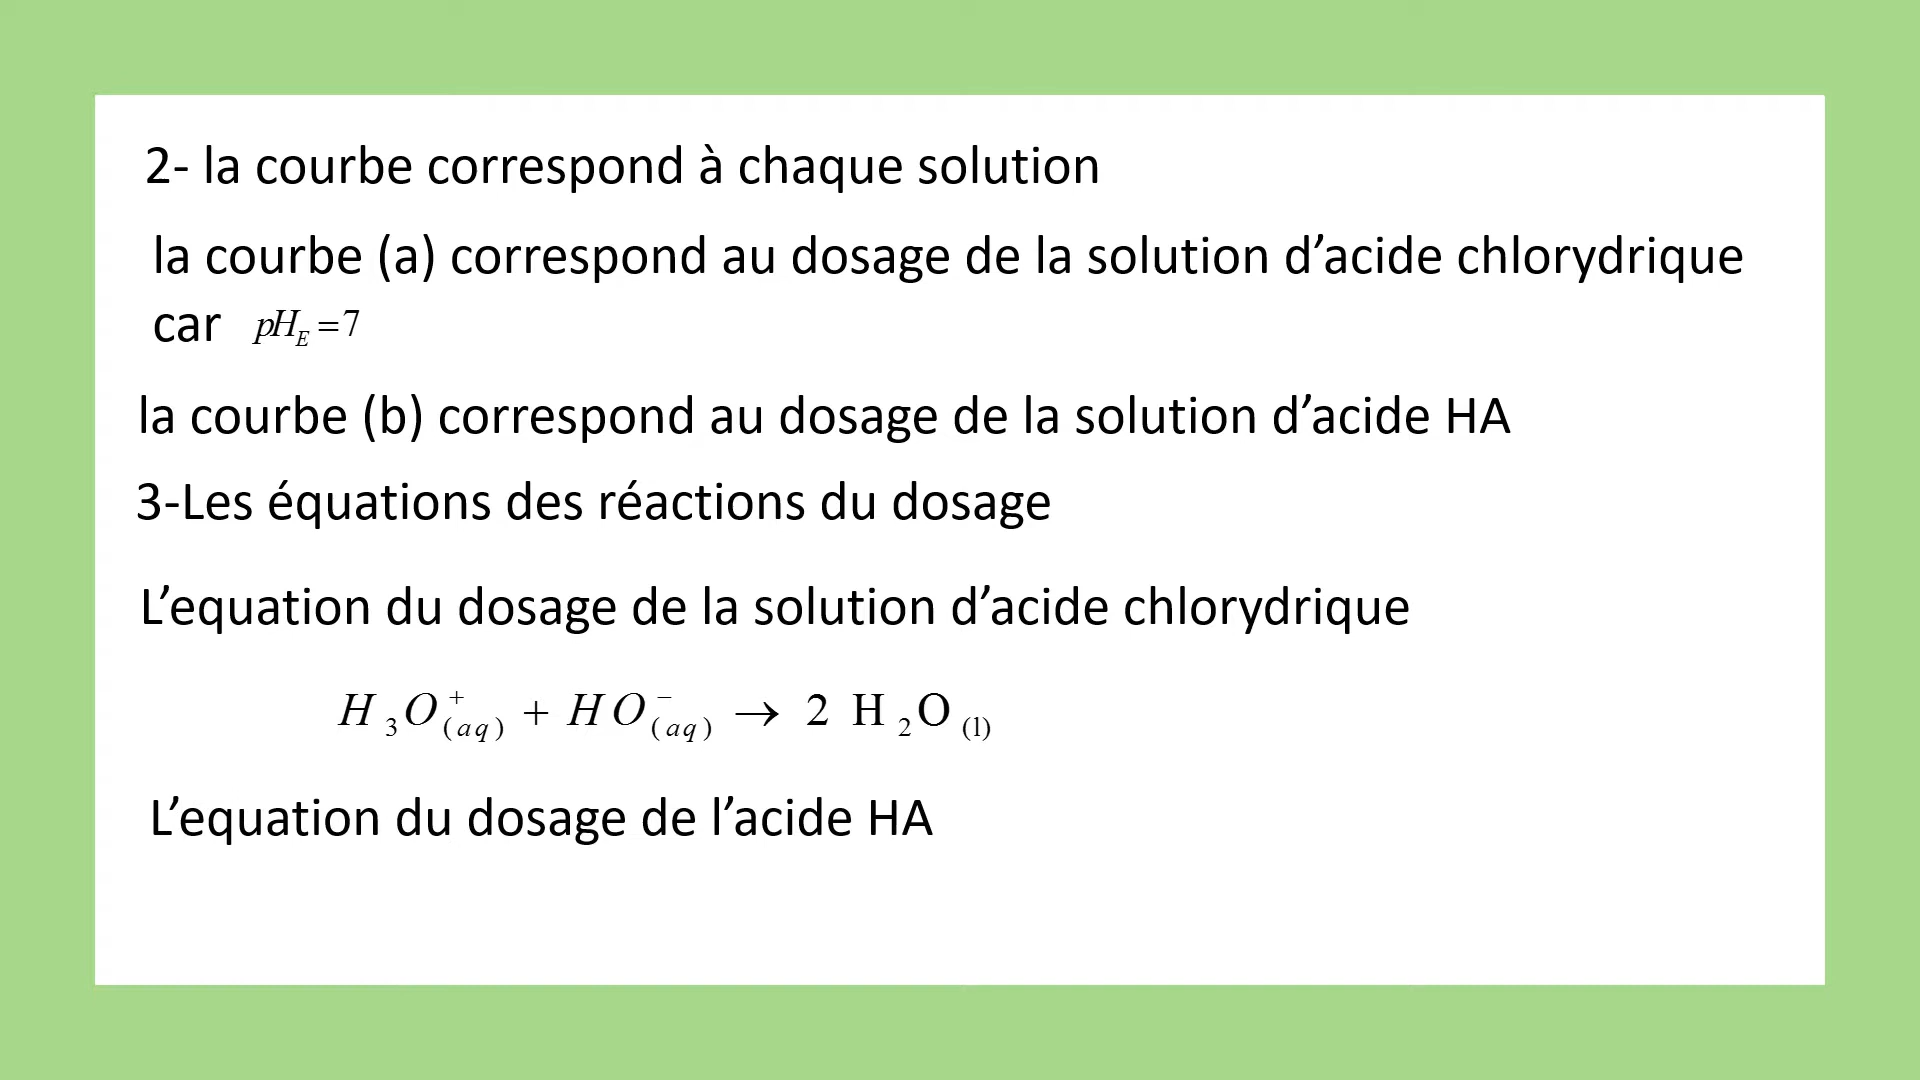 2- la courbe correspond à chaque solution
la courbe (a) correspond au dosage de la solution d’acide chlorydrique
car pH_E =7
la courbe (b) correspond au dosage de la solution d’acide HA
3-Les équations des réactions du dosage
L’equation du dosage de la solution d’acide chlorydrique
H₃O⁺(aq) + HO⁻(aq) → 2 H₂O (l)
L’equation du dosage de l’acide HA